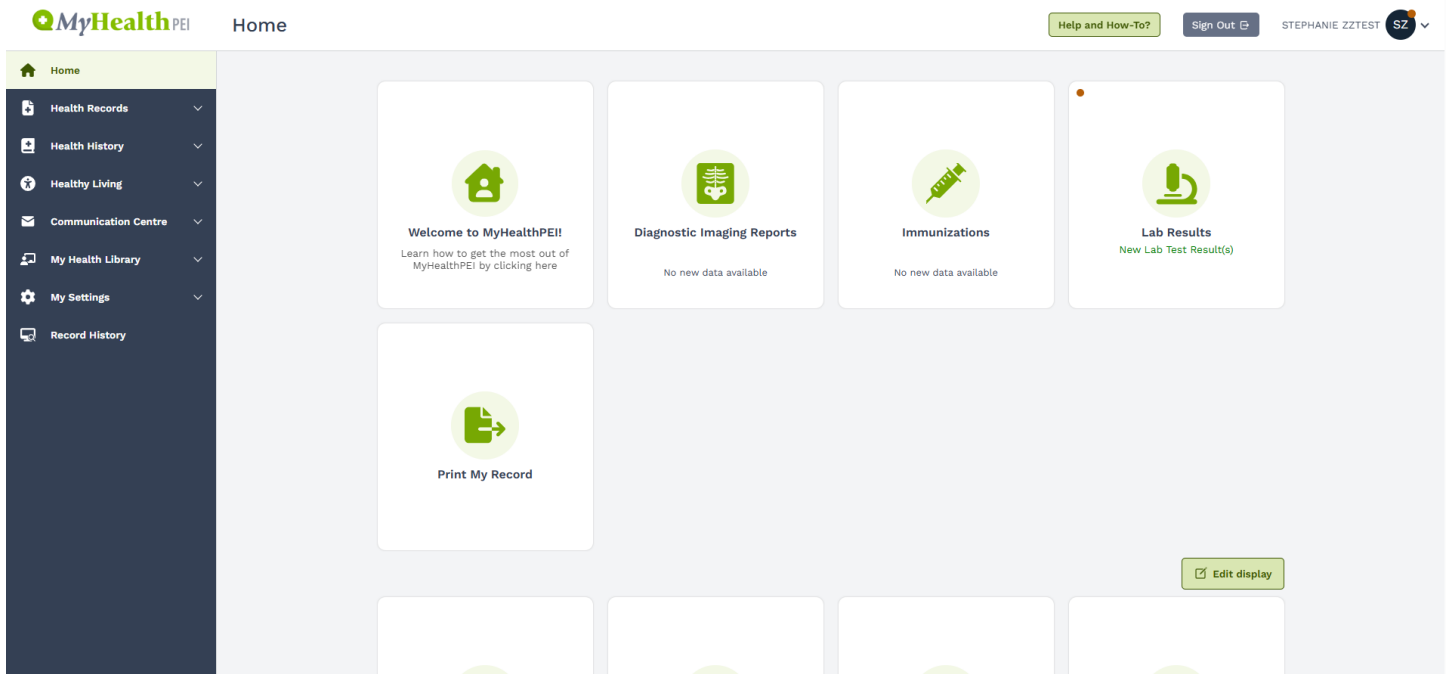 MyHealth PEI
Home
Help and How-To?
Sign Out
STEPHANIE ZZTEST
SZ
Home
Health Records
Health History
Healthy Living
Communication Centre
My Health Library
My Settings
Record History
Welcome to MyHealthPEI!
Learn how to get the most out of
MyHealthPEI by clicking here
Diagnostic Imaging Reports
No new data available
Immunizations
No new data available
Lab Results
New Lab Test Result(s)
Print My Record
Edit display